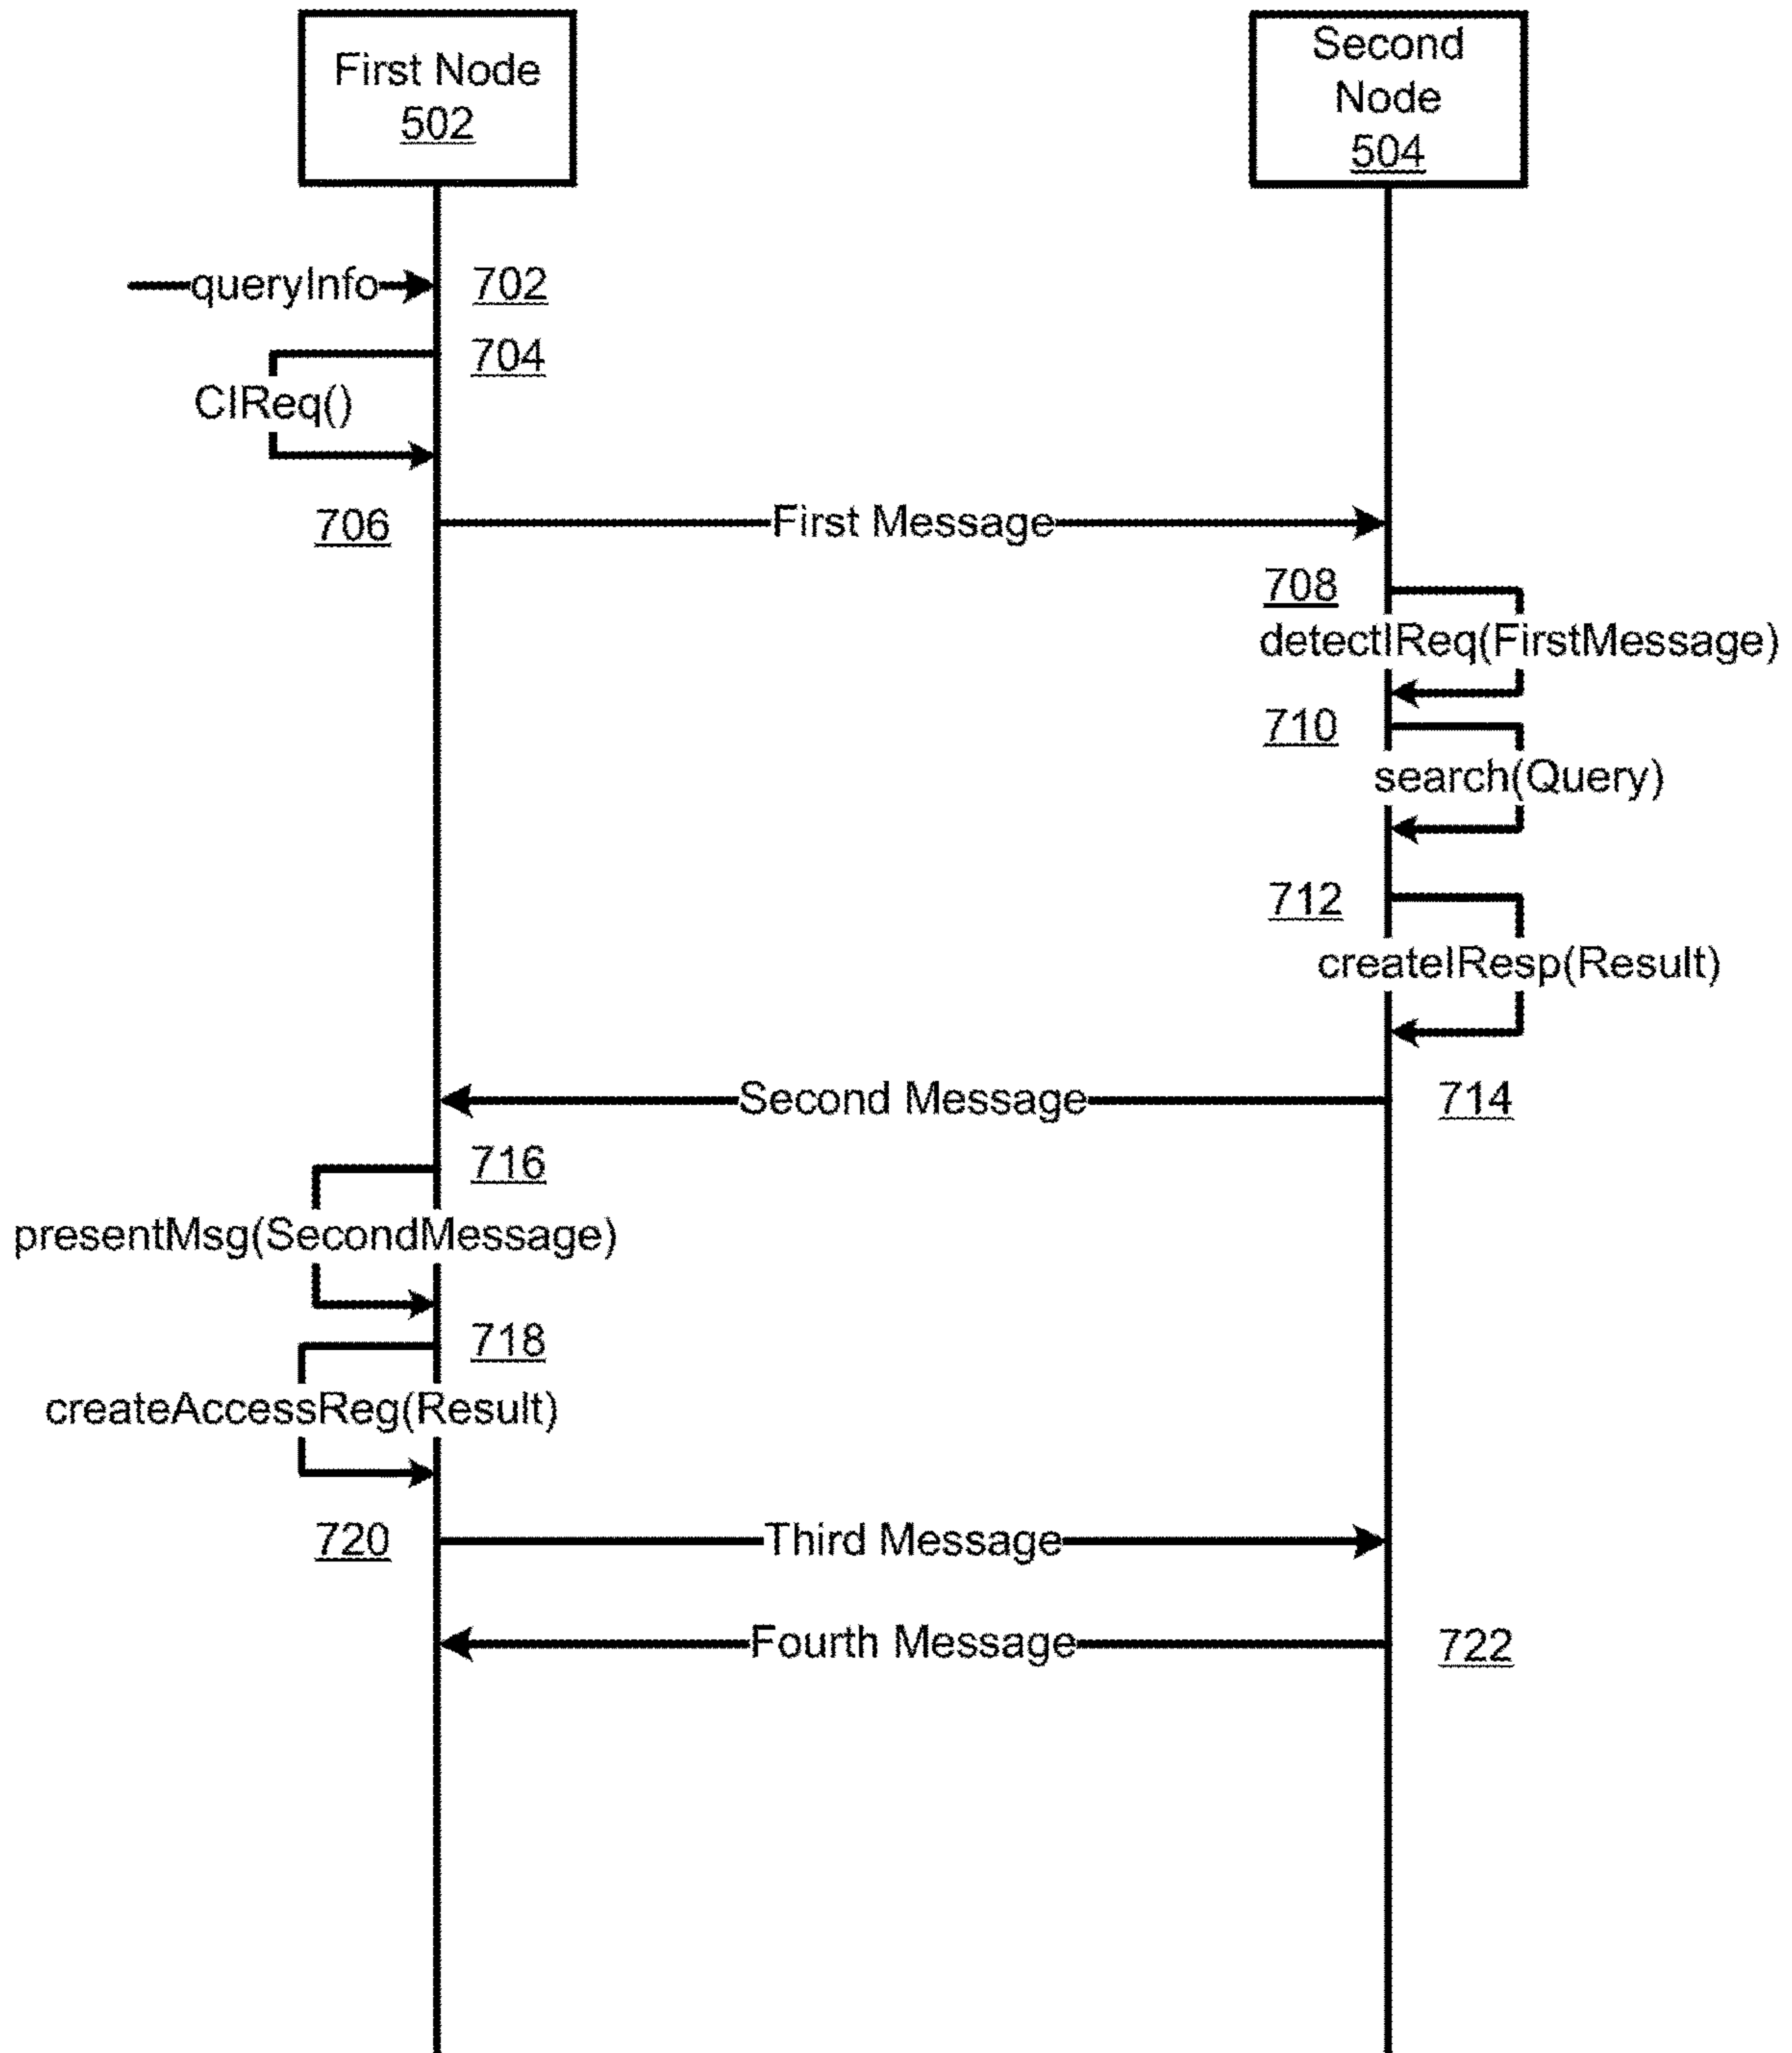 First Node
502
Second
Node
504
queryInfo
702
704
CIReq()
706
First Message
708
detectIReq(FirstMessage)
710
search(Query)
712
createIResp(Result)
Second Message
714
716
presentMsg(SecondMessage)
718
createAccessReg(Result)
720
Third Message
Fourth Message
722